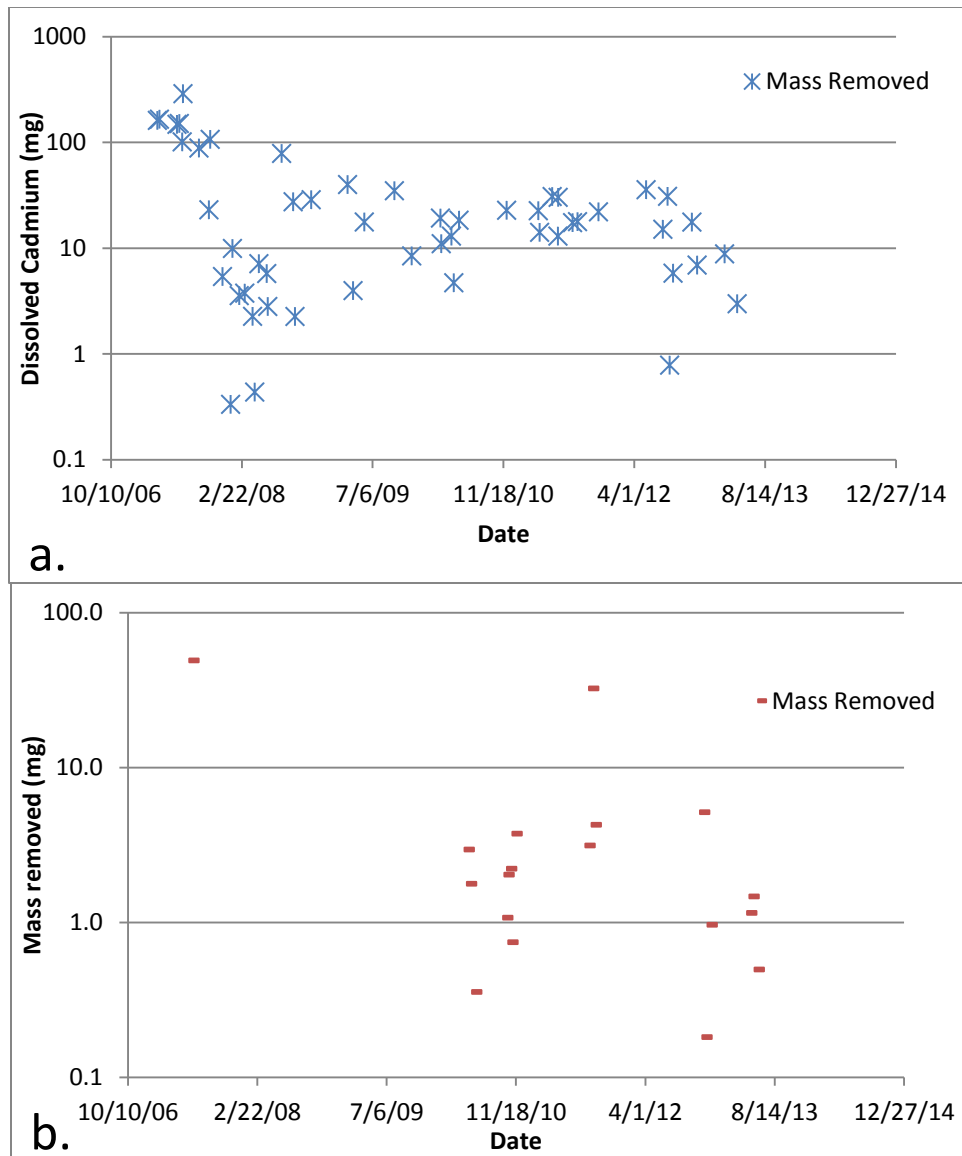 1000
Mass Removed
100
Dissolved Cadmium (mg)
10
1
0.1
10/10/06 2/22/08 7/6/09 11/18/10 4/1/12 8/14/13 12/27/14
Date
a.
100.0
Mass Removed
10.0
Mass removed (mg)
1.0
0.1
10/10/06 2/22/08 7/6/09 11/18/10 4/1/12 8/14/13 12/27/14
Date
b.